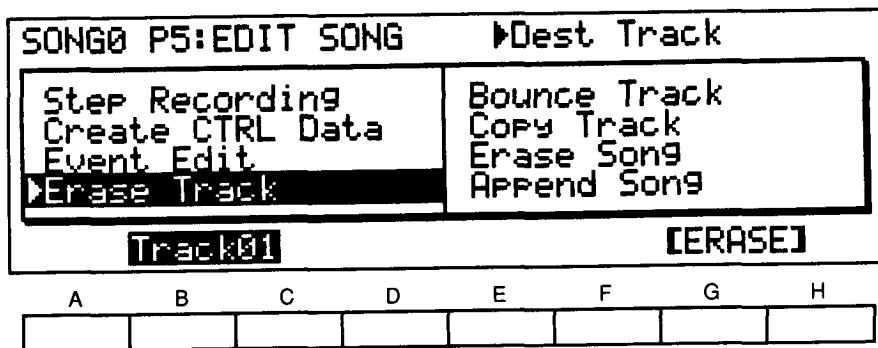 SONG0 P5:EDIT SONG ▶Dest Track
Step Recording
Create CTRL Data
Event Edit
▶Erase Track
Bounce Track
Copy Track
Erase Song
Append Song
Track01 [ERASE]
A B C D E F G H